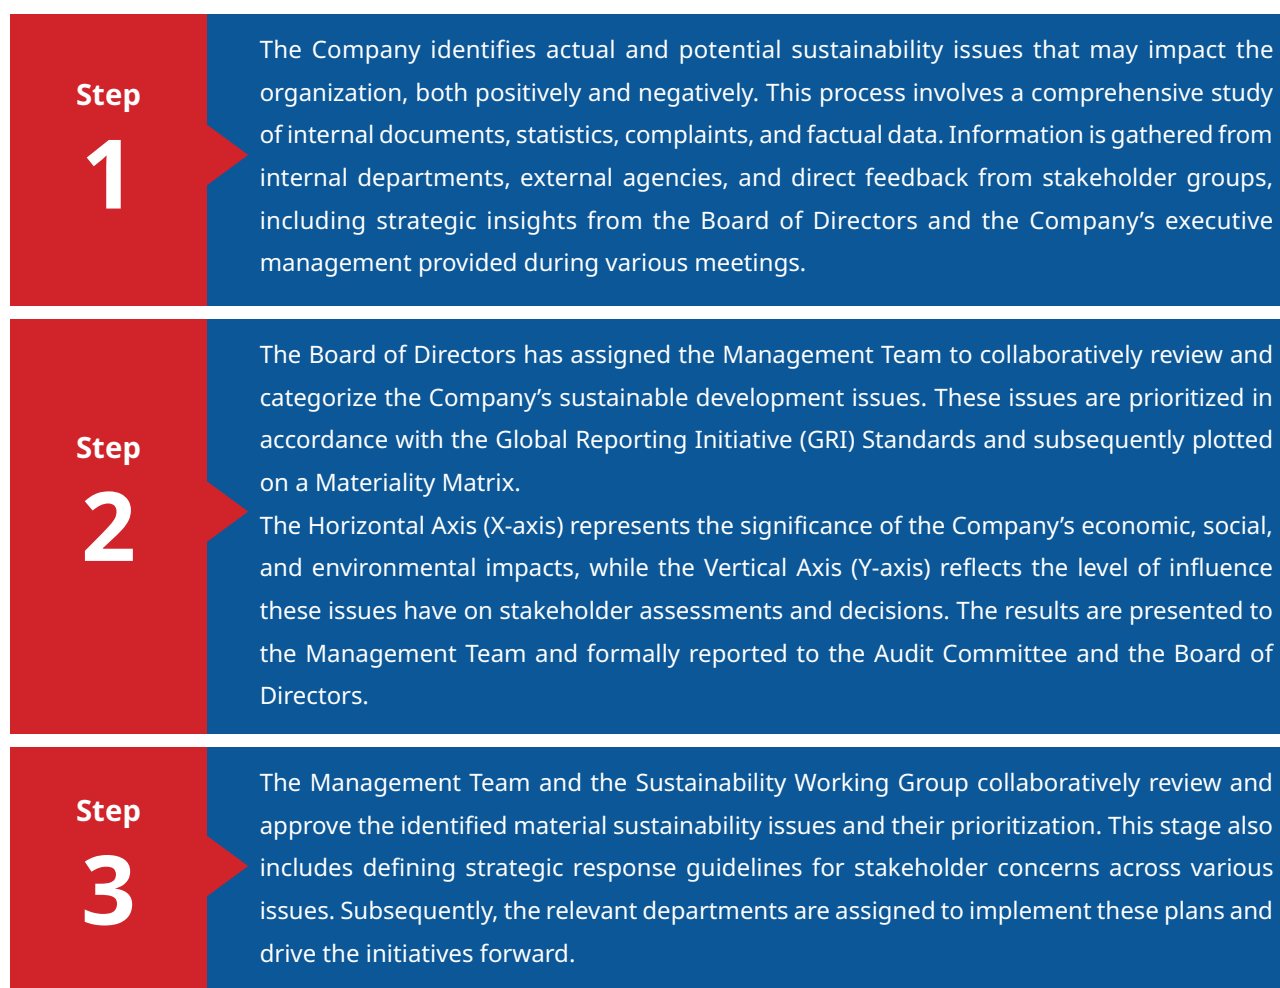 Step
1
The Company identifies actual and potential sustainability issues that may impact the
organization, both positively and negatively. This process involves a comprehensive study
of internal documents, statistics, complaints, and factual data. Information is gathered from
internal departments, external agencies, and direct feedback from stakeholder groups,
including strategic insights from the Board of Directors and the Company’s executive
management provided during various meetings.
Step
2
The Board of Directors has assigned the Management Team to collaboratively review and
categorize the Company’s sustainable development issues. These issues are prioritized in
accordance with the Global Reporting Initiative (GRI) Standards and subsequently plotted
on a Materiality Matrix.
The Horizontal Axis (X-axis) represents the significance of the Company’s economic, social,
and environmental impacts, while the Vertical Axis (Y-axis) reflects the level of influence
these issues have on stakeholder assessments and decisions. The results are presented to
the Management Team and formally reported to the Audit Committee and the Board of
Directors.
Step
3
The Management Team and the Sustainability Working Group collaboratively review and
approve the identified material sustainability issues and their prioritization. This stage also
includes defining strategic response guidelines for stakeholder concerns across various
issues. Subsequently, the relevant departments are assigned to implement these plans and
drive the initiatives forward.